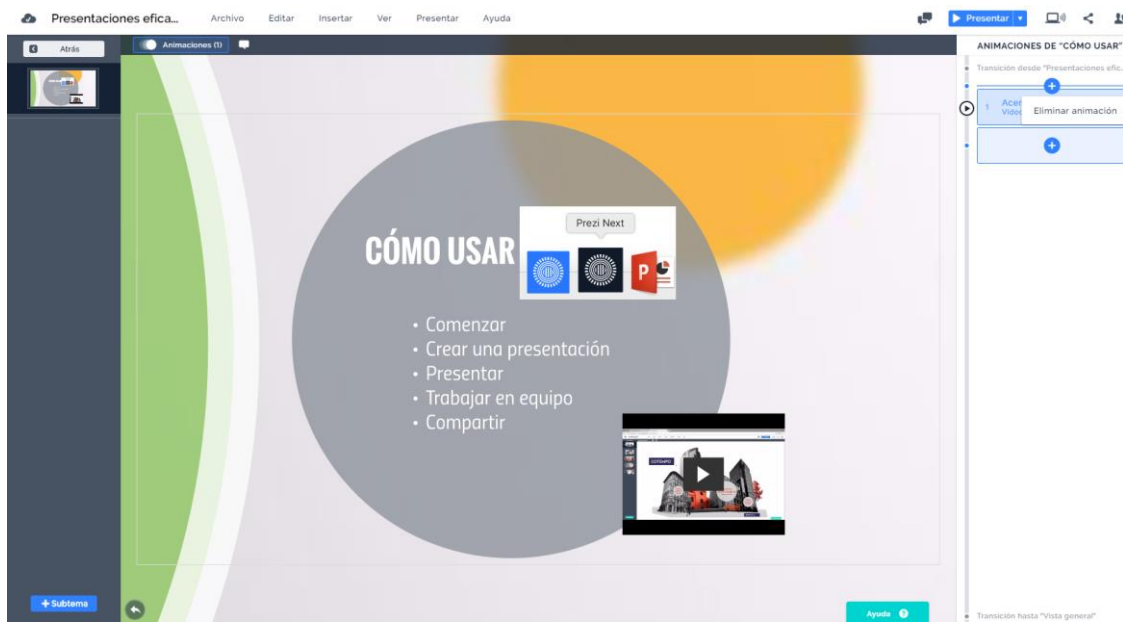 Presentaciones efica... Archivo Editar Insertar Ver Presentar Ayuda Presentar
Atrás Animaciones (1) ANIMACIONES DE "CÓMO USAR"
Transición desde "Presentaciones efic...
1 Eliminar animación
Prezi Next
CÓMO USAR
P
• Comenzar
• Crear una presentación
• Presentar
• Trabajar en equipo
• Compartir
+ Subtema
Ayuda ?
Transición hasta "Vista general"